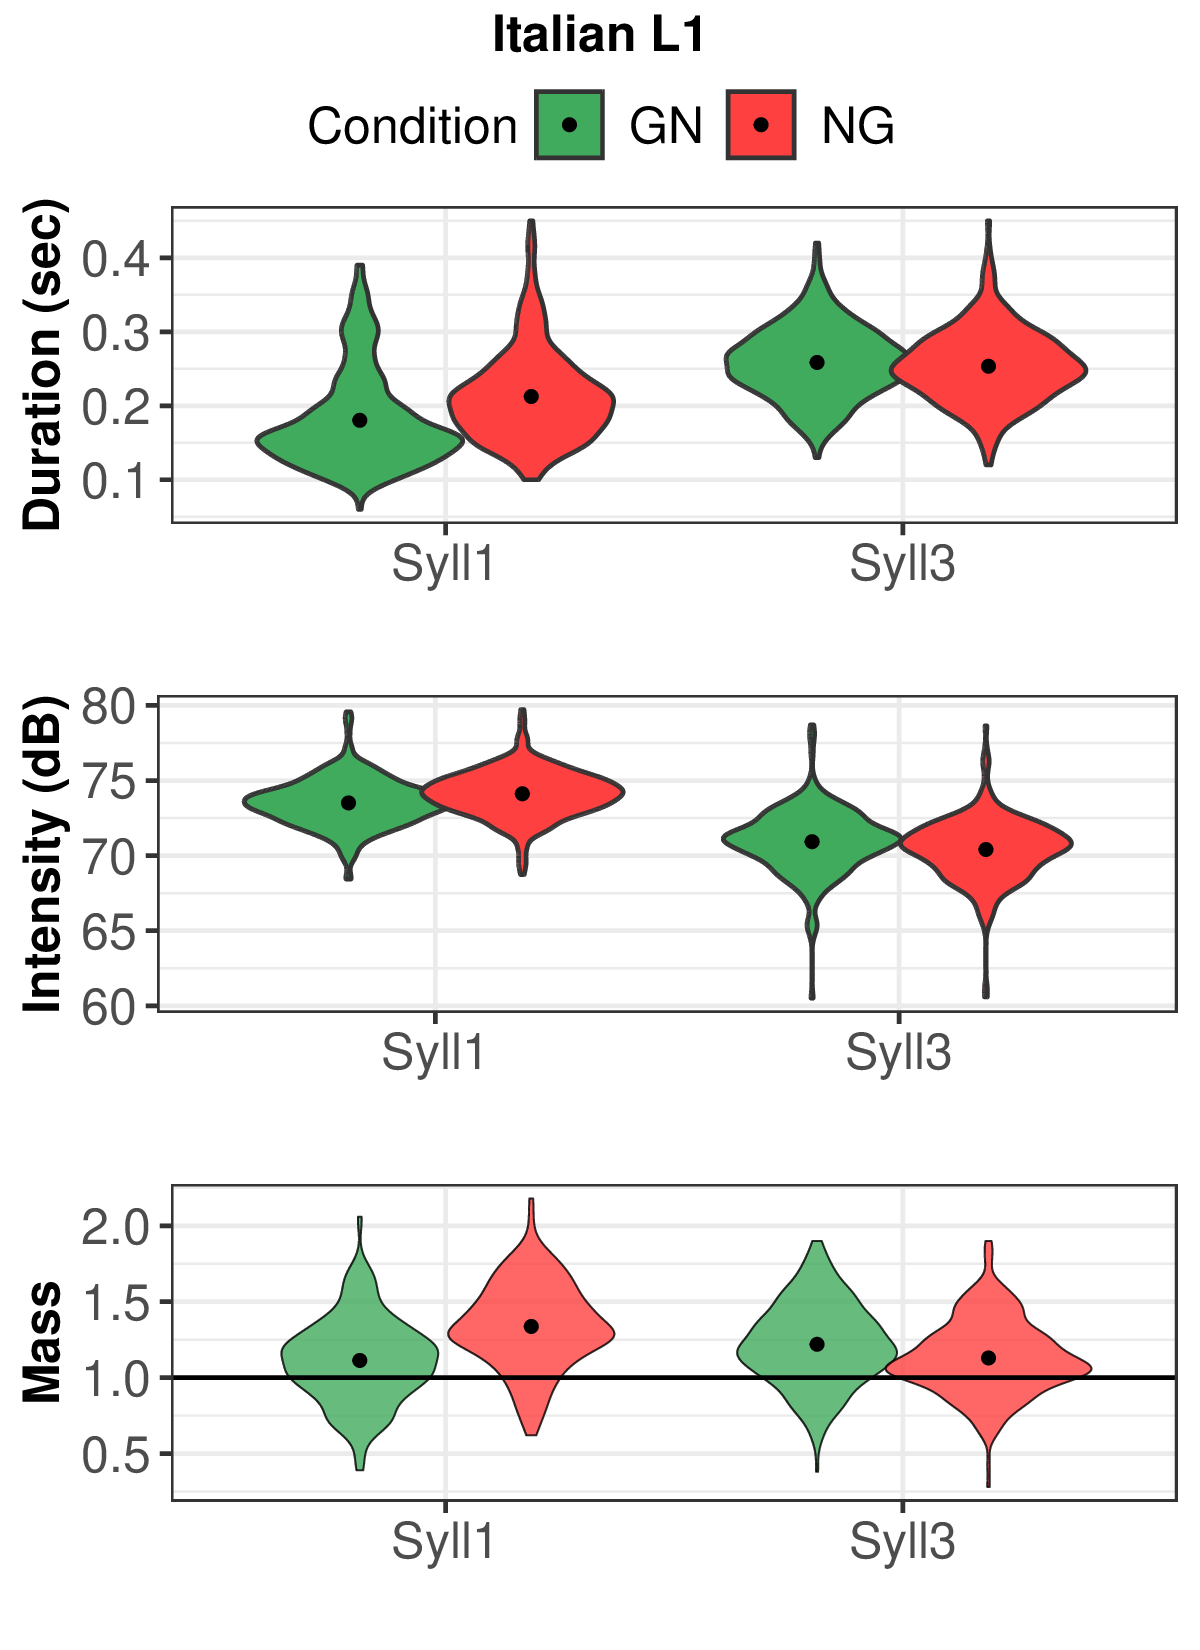 Italian L1
Condition GN NG
Duration (sec)
0.4
0.3
0.2
0.1
Syll1 Syll3
Intensity (dB)
80
75
70
65
60
Syll1 Syll3
Mass
2.0
1.5
1.0
0.5
Syll1 Syll3